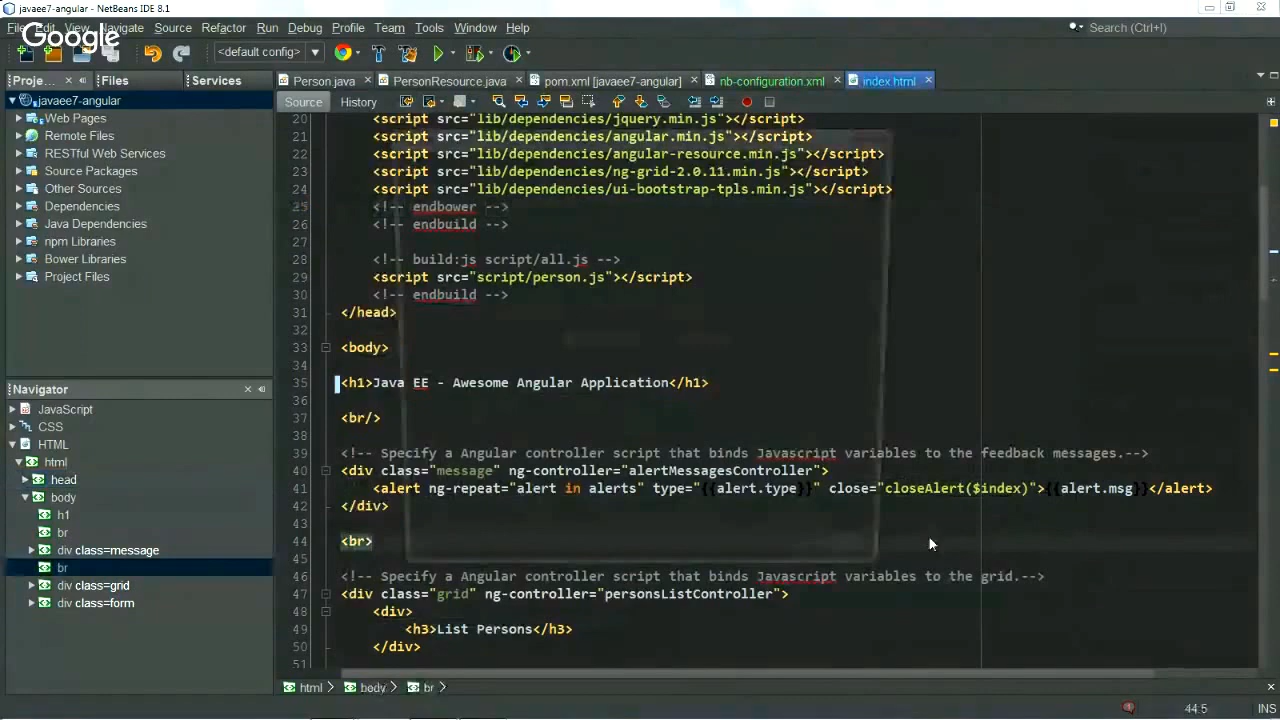 javaee7-angular - NetBeans IDE 8.1
File Edit View Navigate Source Refactor Run Debug Profile Team Tools Window Help
Search (Ctrl+I)
Google
<default config>
Proje...
Files
Services
Person.java
PersonResource.java
pom.xml [javaee7-angular]
nb-configuration.xml
index.html
Source
History
javaee7-angular
Web Pages
Remote Files
RESTful Web Services
Source Packages
Other Sources
Dependencies
Java Dependencies
npm Libraries
Bower Libraries
Project Files
20 <script src="lib/dependencies/jquery.min.js"></script>
21 <script src="lib/dependencies/angular.min.js"></script>
22 <script src="lib/dependencies/angular-resource.min.js"></script>
23 <script src="lib/dependencies/ng-grid-2.0.11.min.js"></script>
24 <script src="lib/dependencies/ui-bootstrap-tpls.min.js"></script>
25 <!-- endbower -->
26 <!-- endbuild -->
27
28 <!-- build:js script/all.js -->
29 <script src="script/person.js"></script>
30 <!-- endbuild -->
31 </head>
32
33 <body>
34
35 <h1>Java EE - Awesome Angular Application</h1>
36
37 <br/>
38
39 <!-- Specify a Angular controller script that binds Javascript variables to the feedback messages.-->
40 <div class="message" ng-controller="alertMessagesController">
41 <alert ng-repeat="alert in alerts" type="{{alert.type}}" close="closeAlert($index)">{{alert.msg}}</alert>
42 </div>
43
44 <br>
45
46 <!-- Specify a Angular controller script that binds Javascript variables to the grid.-->
47 <div class="grid" ng-controller="personsListController">
48 <div>
49 <h3>List Persons</h3>
50 </div>
51
Navigator
JavaScript
CSS
HTML
html
head
body
h1
br
div class=message
br
div class=grid
div class=form
html
body
br
44:5
INS